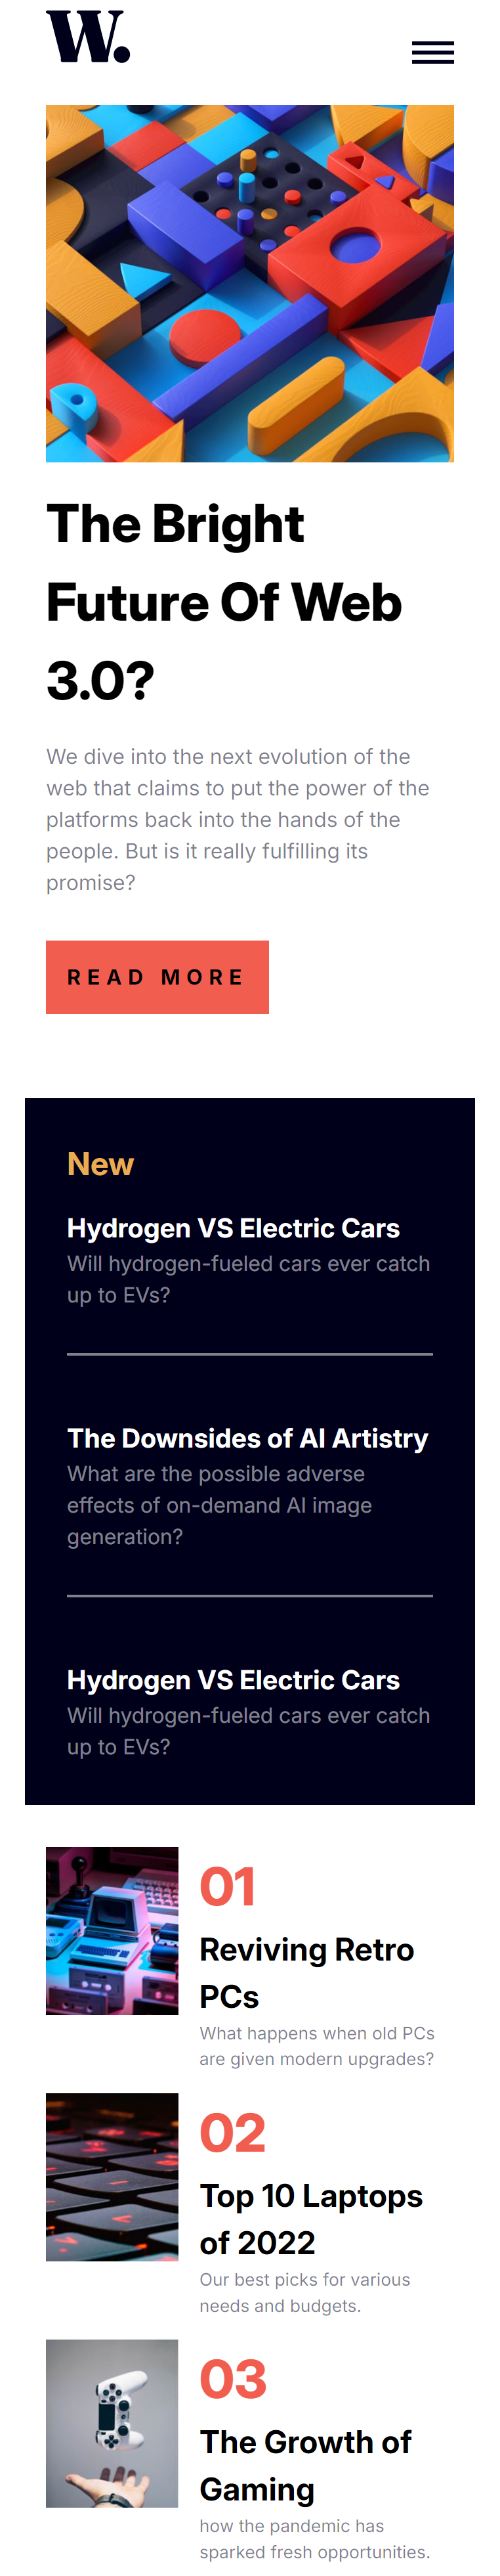 W.
The Bright
Future Of Web
3.0?
We dive into the next evolution of the
web that claims to put the power of the
platforms back into the hands of the
people. But is it really fulfilling its
promise?
READ MORE
New
Hydrogen VS Electric Cars
Will hydrogen-fueled cars ever catch
up to EVs?
The Downsides of AI Artistry
What are the possible adverse
effects of on-demand AI image
generation?
Hydrogen VS Electric Cars
Will hydrogen-fueled cars ever catch
up to EVs?
01
Reviving Retro
PCs
What happens when old PCs
are given modern upgrades?
02
Top 10 Laptops
of 2022
Our best picks for various
needs and budgets.
03
The Growth of
Gaming
how the pandemic has
sparked fresh opportunities.